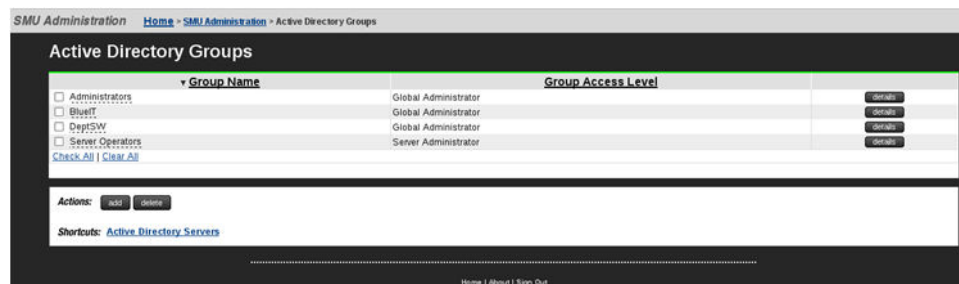 SMU Administration Home > SMU Administration > Active Directory Groups
Active Directory Groups
▼ Group Name Group Access Level
Administrators Global Administrator details
BlueIT Global Administrator details
DeptSW Global Administrator details
Server Operators Server Administrator details
Check All | Clear All
Actions: add delete
Shortcuts: Active Directory Servers
Home | About | Sign Out